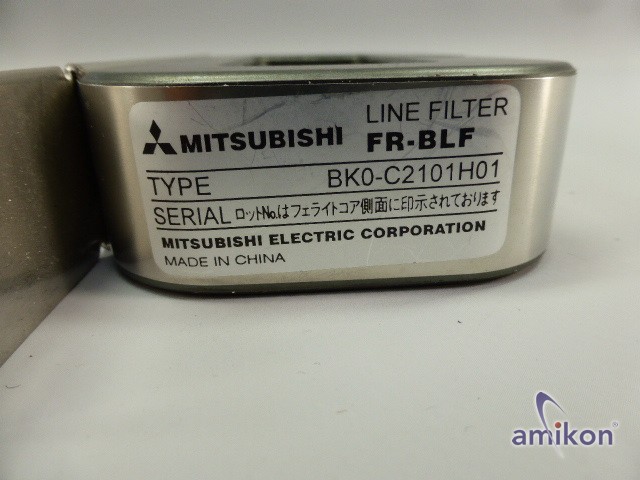 MITSUBISHI
LINE FILTER
FR-BLF
TYPE BK0-C2101H01
SERIAL ロットNo.はフェライトコア側面に印示されております
MITSUBISHI ELECTRIC CORPORATION
MADE IN CHINA
amikon®